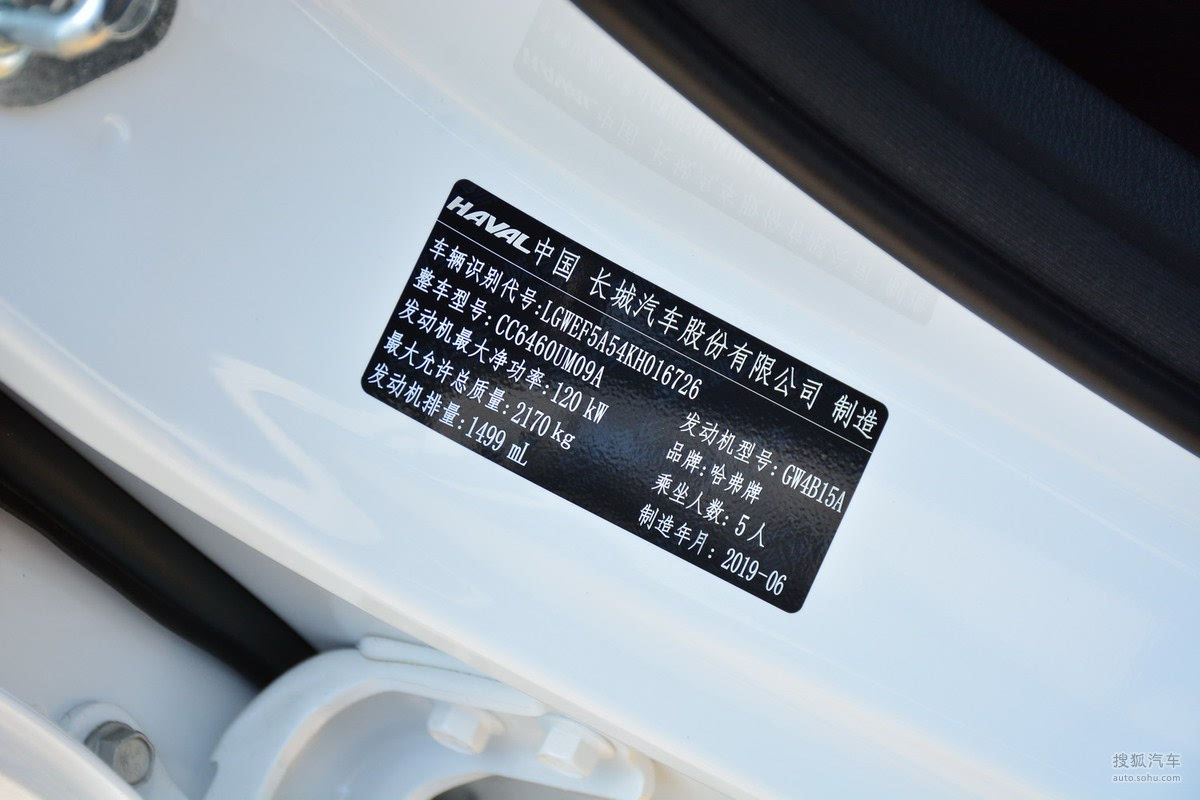 HAVAL 中国 长城汽车股份有限公司 制造
车辆识别代号:LGWEF5A54KH016726
整车型号:CC6460UM09A 发动机型号:GW4B15A
发动机最大净功率:120 kW 品牌:哈弗牌
最大允许总质量:2170 kg 乘坐人数:5人
发动机排量:1499 mL 制造年月:2019-06
搜狐汽车
auto.sohu.com